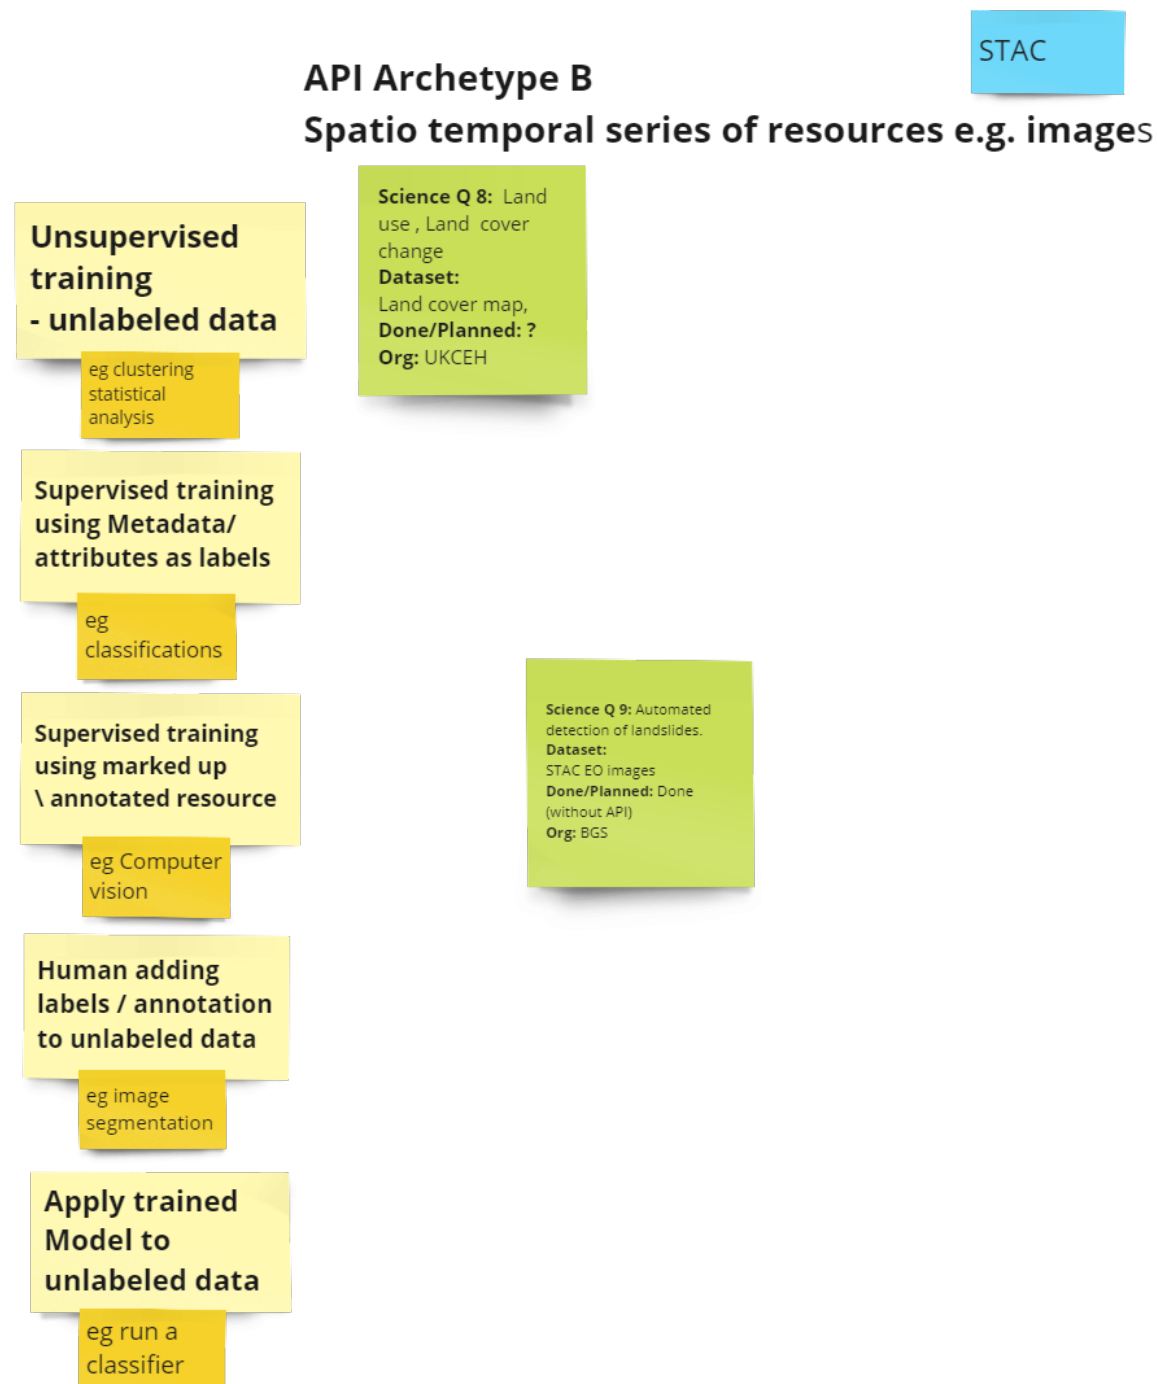 STAC
API Archetype B
Spatio temporal series of resources e.g. images
Science Q 8:  Land
use , Land  cover
change
Dataset:
Land cover map,
Done/Planned: ?
Org: UKCEH
Unsupervised
training
- unlabeled data
eg clustering
statistical
analysis
Supervised training
using Metadata/
attributes as labels
eg
classifications
Supervised training
using marked up
\ annotated resource
eg Computer
vision
Science Q 9: Automated
detection of landslides.
Dataset:
STAC EO images
Done/Planned: Done
(without API)
Org: BGS
Human adding
labels / annotation
to unlabeled data
eg image
segmentation
Apply trained
Model to
unlabeled data
eg run a
classifier